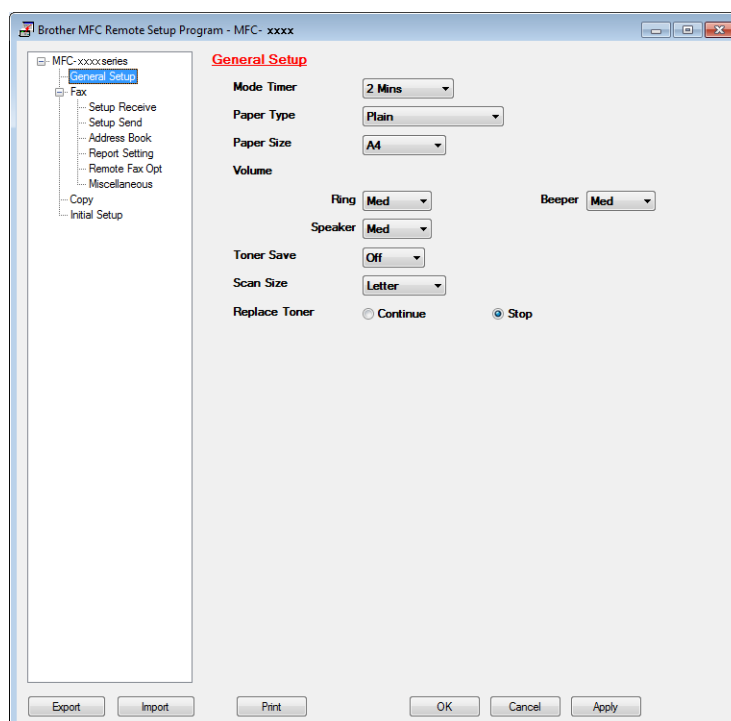 Brother MFC Remote Setup Program - MFC- xxxx
MFC-xxxx series
General Setup
Fax
Setup Receive
Setup Send
Address Book
Report Setting
Remote Fax Opt
Miscellaneous
Copy
Initial Setup
General Setup
Mode Timer 2 Mins
Paper Type Plain
Paper Size A4
Volume
Ring Med Beeper Med
Speaker Med
Toner Save Off
Scan Size Letter
Replace Toner Continue Stop
Export Import Print OK Cancel Apply